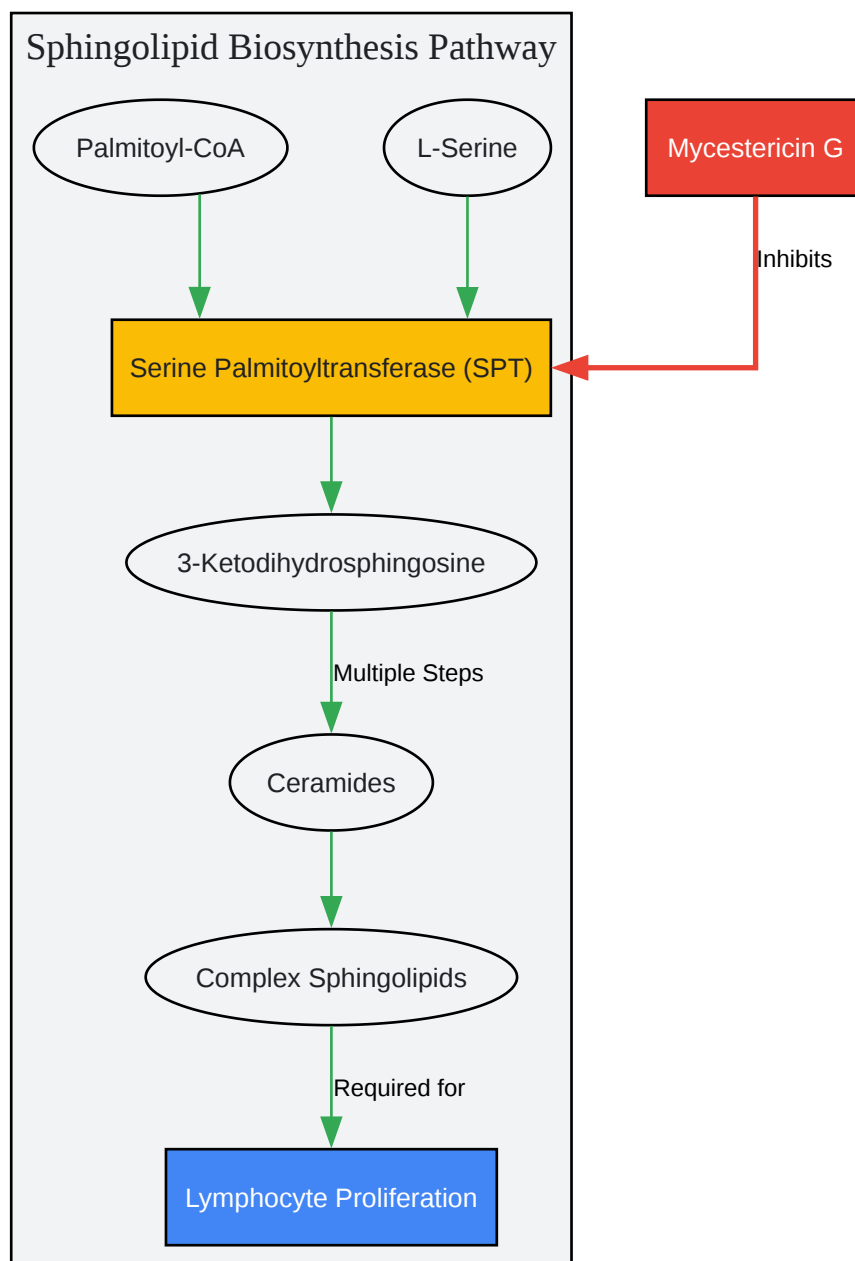 Sphingolipid Biosynthesis Pathway
Palmitoyl-CoA
L-Serine
Mycestericin G
Inhibits
Serine Palmitoyltransferase (SPT)
3-Ketodihydrosphingosine
Multiple Steps
Ceramides
Complex Sphingolipids
Required for
Lymphocyte Proliferation